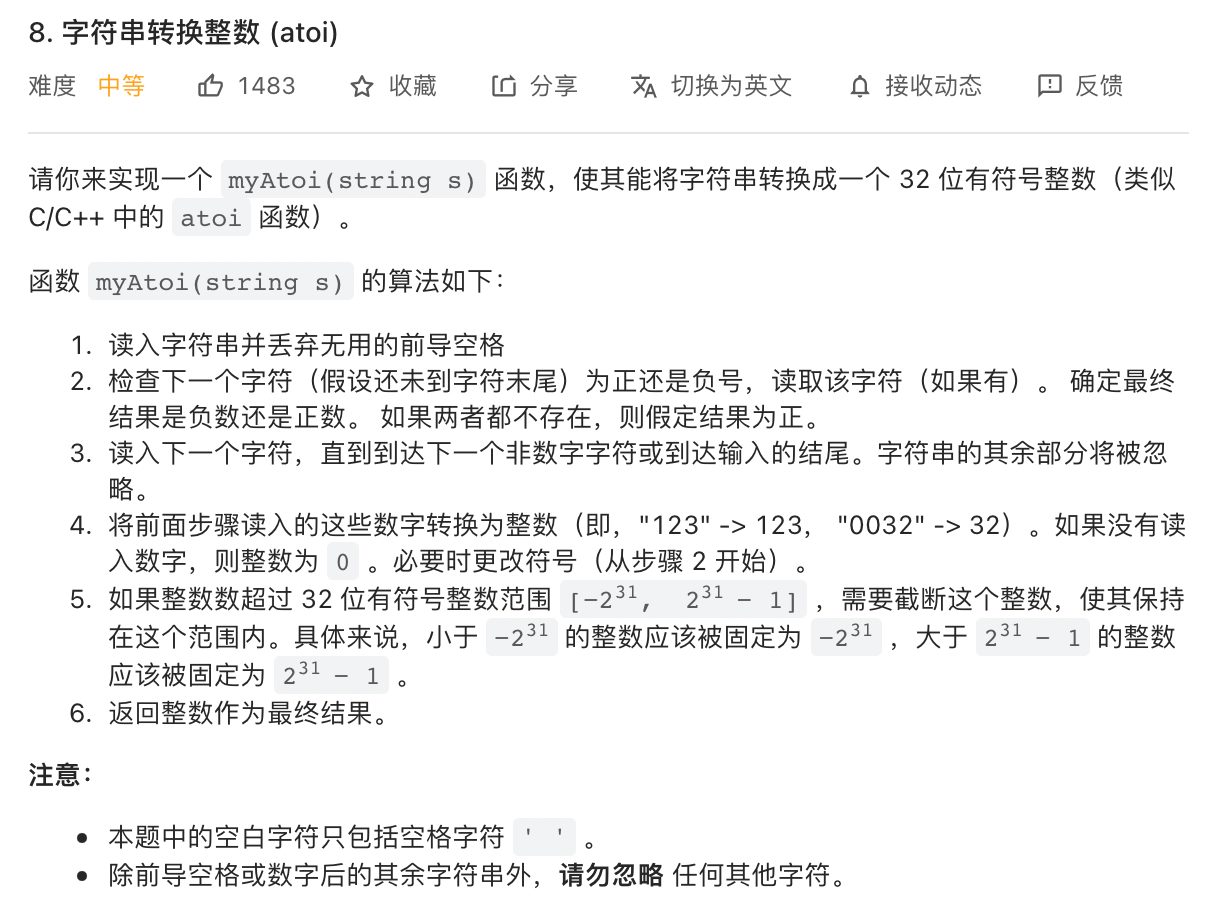 8. 字符串转换整数 (atoi)
难度 中等 1483 收藏 分享 切换为英文 接收动态 反馈
请你来实现一个 myAtoi(string s) 函数，使其能将字符串转换成一个 32 位有符号整数（类似
C/C++ 中的 atoi 函数）。
函数 myAtoi(string s) 的算法如下：
1. 读入字符串并丢弃无用的前导空格
2. 检查下一个字符（假设还未到字符末尾）为正还是负号，读取该字符（如果有）。 确定最终
结果是负数还是正数。 如果两者都不存在，则假定结果为正。
3. 读入下一个字符，直到到达下一个非数字字符或到达输入的结尾。字符串的其余部分将被忽
略。
4. 将前面步骤读入的这些数字转换为整数（即，"123" -> 123， "0032" -> 32）。如果没有读
入数字，则整数为 0 。必要时更改符号（从步骤 2 开始）。
5. 如果整数数超过 32 位有符号整数范围 [−2³¹, 2³¹ − 1] ，需要截断这个整数，使其保持
在这个范围内。具体来说，小于 −2³¹ 的整数应该被固定为 −2³¹ ，大于 2³¹ − 1 的整数
应该被固定为 2³¹ − 1 。
6. 返回整数作为最终结果。
注意：
• 本题中的空白字符只包括空格字符 ' ' 。
• 除前导空格或数字后的其余字符串外，请勿忽略 任何其他字符。